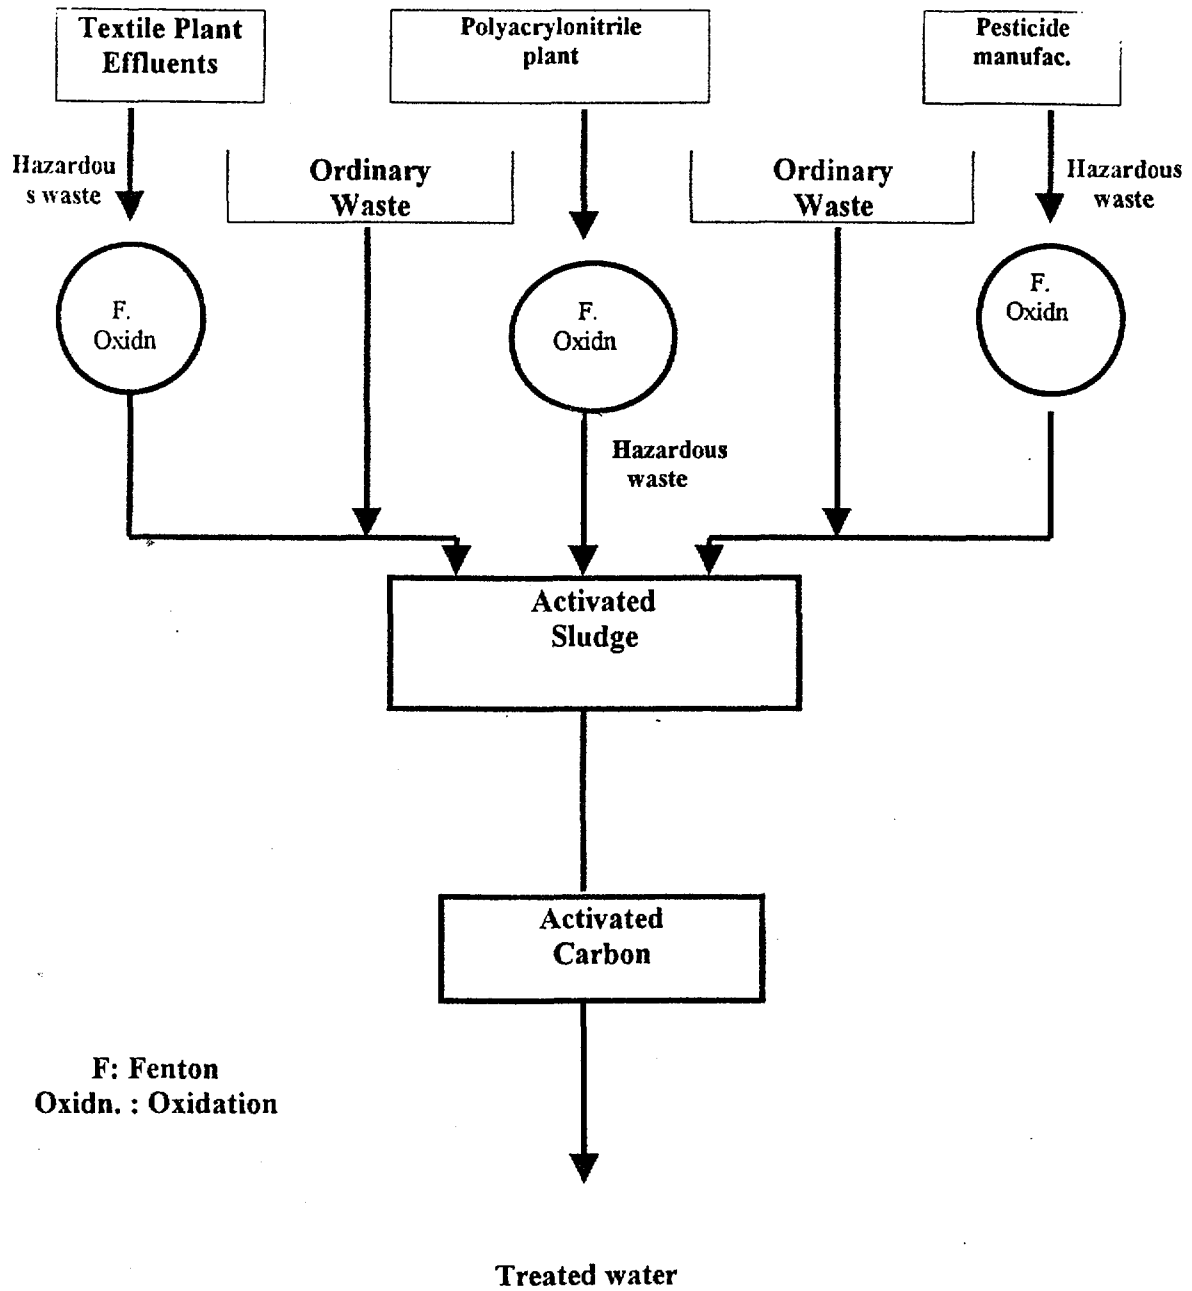 Textile Plant
Effluents
Polyacrylonitrile
plant
Pesticide
manufac.
Hazardou
s waste
Ordinary
Waste
Ordinary
Waste
Hazardous
waste
F.
Oxidn
F.
Oxidn
F.
Oxidn
Hazardous
waste
Activated
Sludge
Activated
Carbon
F: Fenton
Oxidn. : Oxidation
Treated water